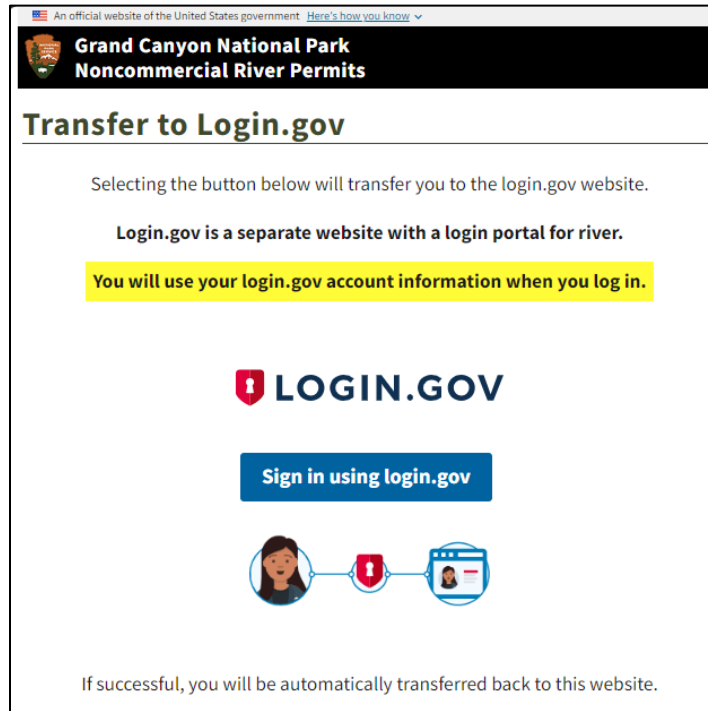 An official website of the United States government Here's how you know
Grand Canyon National Park
Noncommercial River Permits
Transfer to Login.gov
Selecting the button below will transfer you to the login.gov website.
Login.gov is a separate website with a login portal for river.
You will use your login.gov account information when you log in.
LOGIN.GOV
Sign in using login.gov
If successful, you will be automatically transferred back to this website.